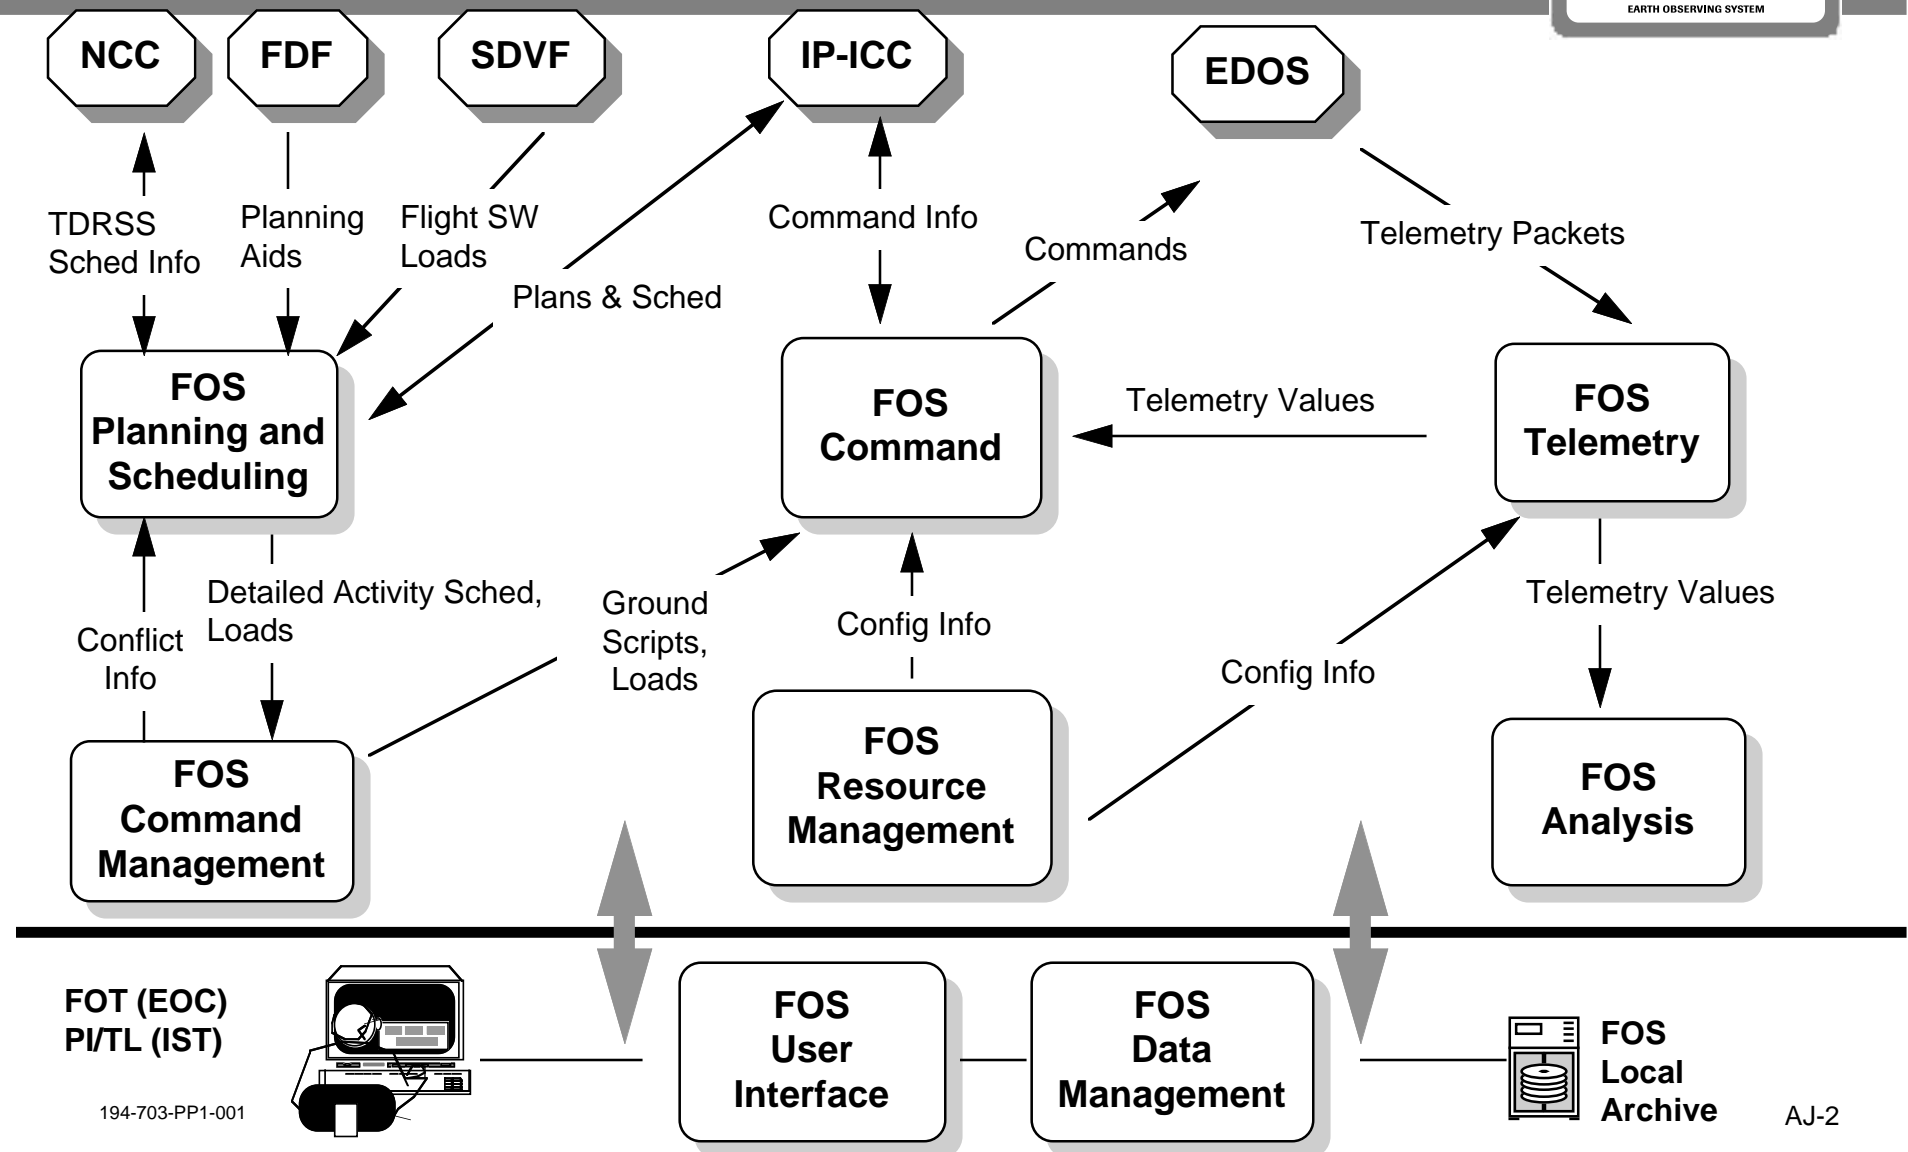 EARTH OBSERVING SYSTEM
NCC
FDF
SDVF
IP-ICC
EDOS
TDRSS
Sched Info
Planning
Aids
Flight SW
Loads
Plans & Sched
Command Info
Commands
Telemetry Packets
FOS
Planning and
Scheduling
FOS
Command
Telemetry Values
FOS
Telemetry
Conflict
Info
Detailed Activity Sched,
Loads
Ground
Scripts,
Loads
Config Info
Config Info
Telemetry Values
FOS
Command
Management
FOS
Resource
Management
FOS
Analysis
FOT (EOC)
PI/TL (IST)
FOS
User
Interface
FOS
Data
Management
FOS
Local
Archive
194-703-PP1-001
AJ-2